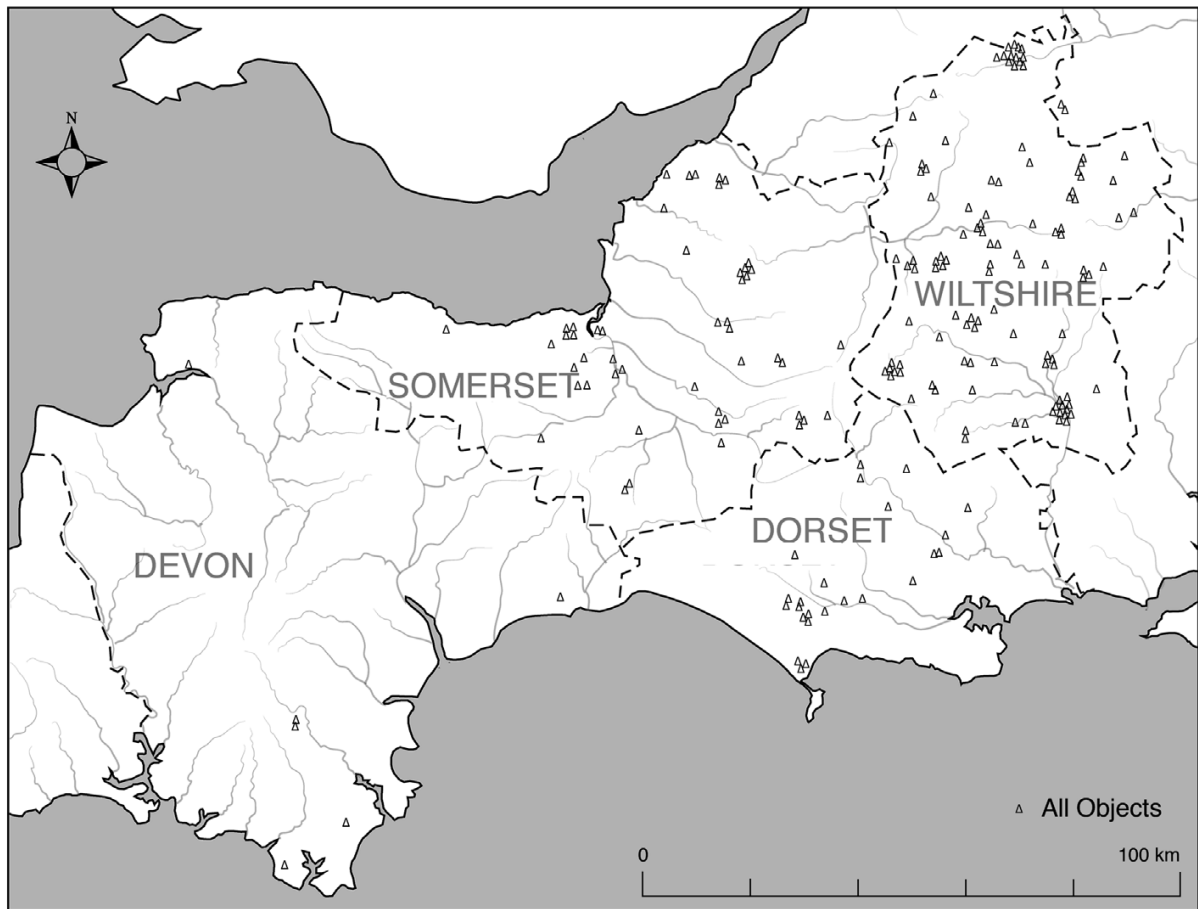 N
WILTSHIRE
SOMERSET
DORSET
DEVON
All Objects
0 100 km